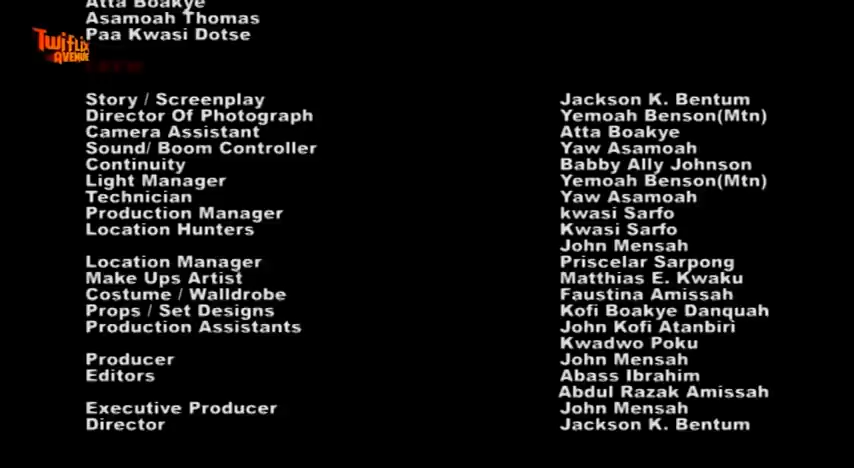 Atta Boakye
Asamoah Thomas
Paa Kwasi Dotse
Twiflix
AVENUE
Story / Screenplay Jackson K. Bentum
Director Of Photograph Yemoah Benson(Mtn)
Camera Assistant Atta Boakye
Sound/ Boom Controller Yaw Asamoah
Continuity Babby Ally Johnson
Light Manager Yemoah Benson(Mtn)
Technician Yaw Asamoah
Production Manager kwasi Sarfo
Location Hunters Kwasi Sarfo
John Mensah
Location Manager Priscelar Sarpong
Make Ups Artist Matthias E. Kwaku
Costume / Walldrobe Faustina Amissah
Props / Set Designs Kofi Boakye Danquah
Production Assistants John Kofi Atanbiri
Kwadwo Poku
Producer John Mensah
Editors Abass Ibrahim
Abdul Razak Amissah
Executive Producer John Mensah
Director Jackson K. Bentum